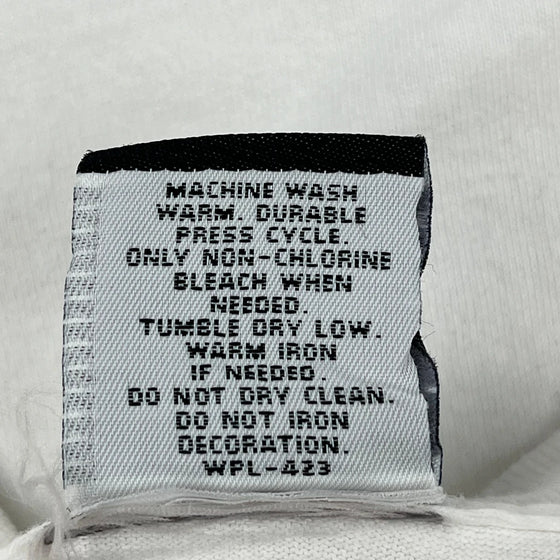 MACHINE WASH
WARM. DURABLE
PRESS CYCLE.
ONLY NON-CHLORINE
BLEACH WHEN
NEEDED.
TUMBLE DRY LOW.
WARM IRON
IF NEEDED.
DO NOT DRY CLEAN.
DO NOT IRON
DECORATION.
WPL-423